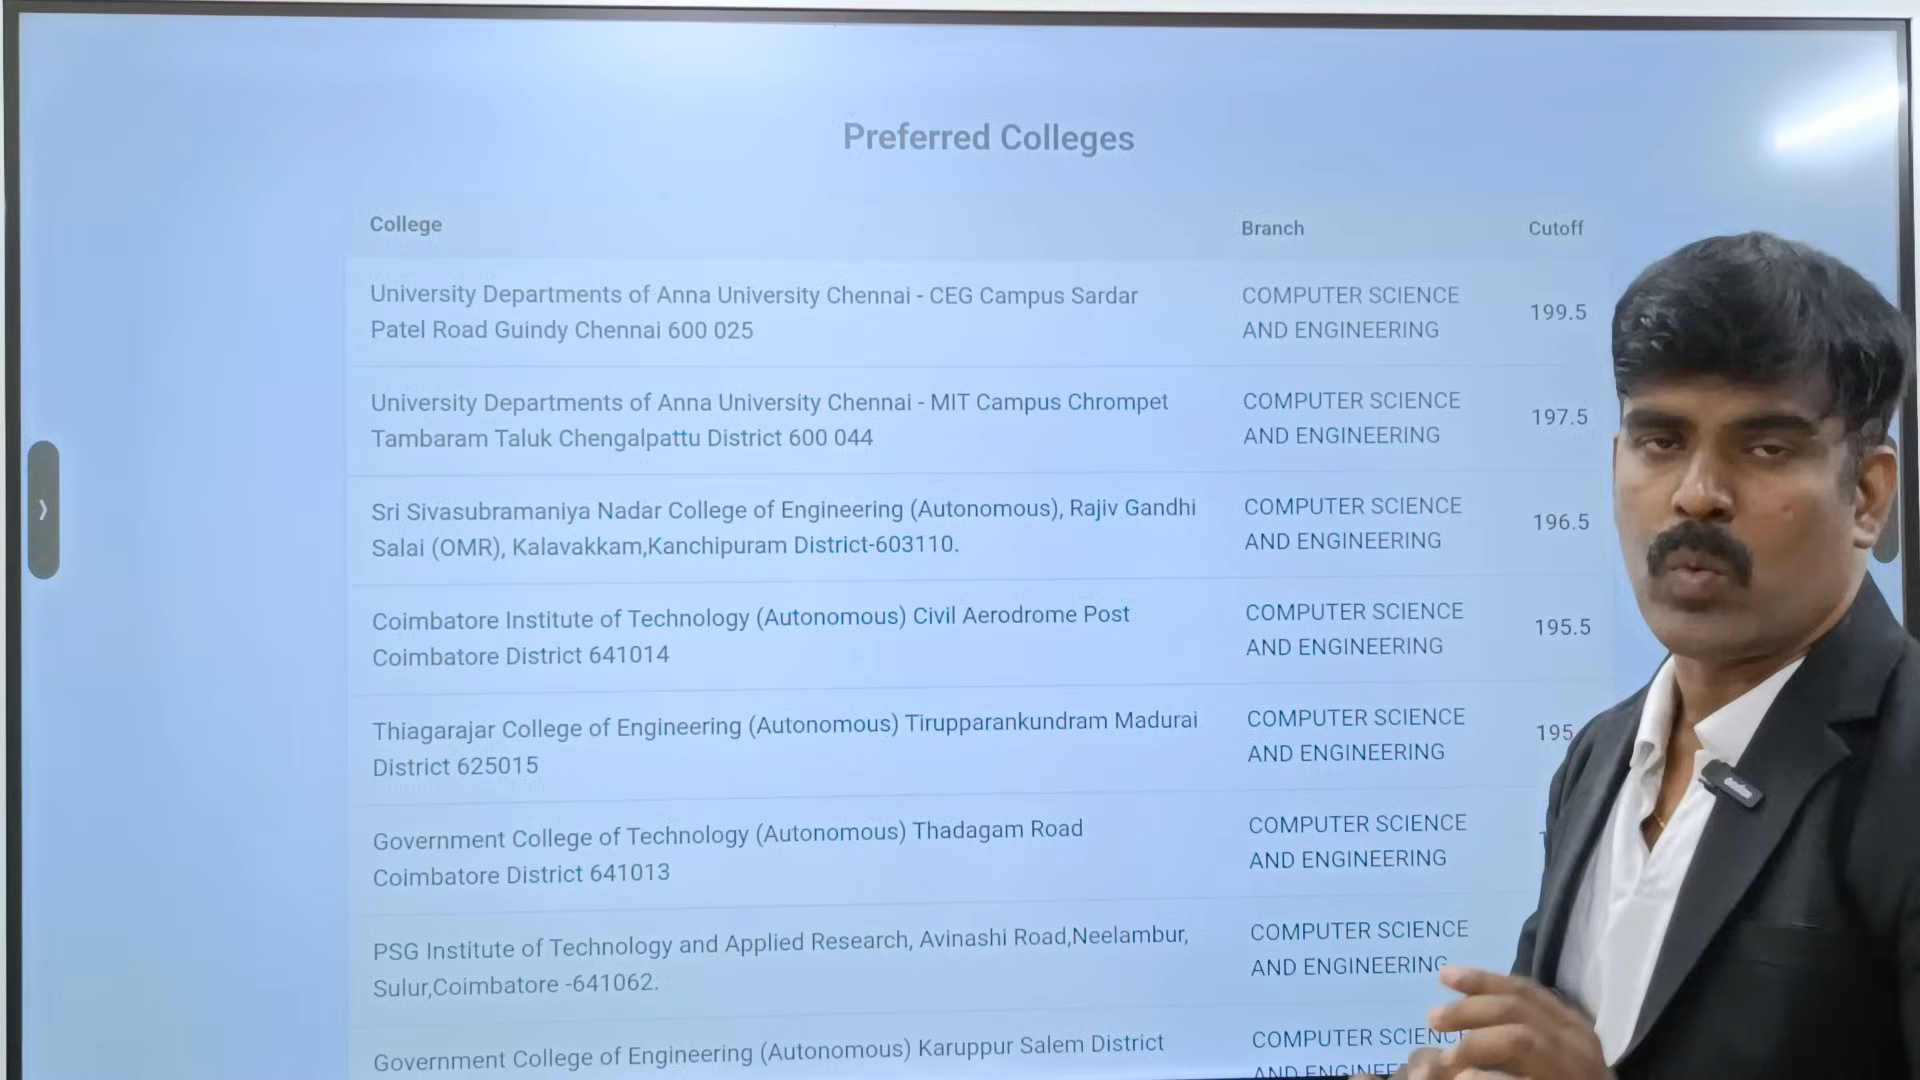 Preferred Colleges
College Branch Cutoff
University Departments of Anna University Chennai - CEG Campus Sardar
Patel Road Guindy Chennai 600 025
COMPUTER SCIENCE
AND ENGINEERING
199.5
University Departments of Anna University Chennai - MIT Campus Chrompet
Tambaram Taluk Chengalpattu District 600 044
COMPUTER SCIENCE
AND ENGINEERING
197.5
Sri Sivasubramaniya Nadar College of Engineering (Autonomous), Rajiv Gandhi
Salai (OMR), Kalavakkam,Kanchipuram District-603110.
COMPUTER SCIENCE
AND ENGINEERING
196.5
Coimbatore Institute of Technology (Autonomous) Civil Aerodrome Post
Coimbatore District 641014
COMPUTER SCIENCE
AND ENGINEERING
195.5
Thiagarajar College of Engineering (Autonomous) Tirupparankundram Madurai
District 625015
COMPUTER SCIENCE
AND ENGINEERING
195
Government College of Technology (Autonomous) Thadagam Road
Coimbatore District 641013
COMPUTER SCIENCE
AND ENGINEERING
PSG Institute of Technology and Applied Research, Avinashi Road,Neelambur,
Sulur,Coimbatore -641062.
COMPUTER SCIENCE
AND ENGINEERING
Government College of Engineering (Autonomous) Karuppur Salem District
COMPUTER SCIENCE
AND